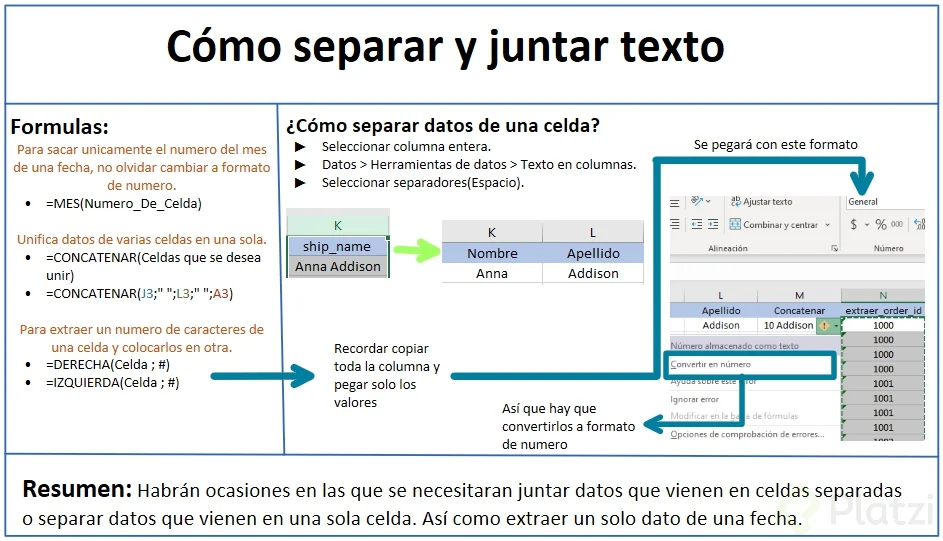 Cómo separar y juntar texto
Formulas:
Para sacar unicamente el numero del mes
de una fecha, no olvidar cambiar a formato
de numero.
• =MES(Numero_De_Celda)
Unifica datos de varias celdas en una sola.
• =CONCATENAR(Celdas que se desea
unir)
• =CONCATENAR(J3;" ";L3;" ";A3)
Para extraer un numero de caracteres de
una celda y colocarlos en otra.
• =DERECHA(Celda ; #)
• =IZQUIERDA(Celda ; #)
¿Cómo separar datos de una celda?
► Seleccionar columna entera.
► Datos > Herramientas de datos > Texto en columnas.
► Seleccionar separadores(Espacio).
K
ship_name
Anna Addison
K L
Nombre Apellido
Anna Addison
Recordar copiar
toda la columna y
pegar solo los
valores
Así que hay que
convertirlos a formato
de numero
Se pegará con este formato
ab Ajustar texto General
Combinar y centrar $ % 000
Alineación Número
L M N
Apellido Concatenar extraer_order_id
Addison 10 Addison 1000
Número almacenado como texto 1000
1000
Convertir en número 1000
Ayuda sobre este error 1001
Ignorar error 1001
Modificar en la barra de fórmulas 1001
1001
Opciones de comprobación de errores...
Resumen: Habrán ocasiones en las que se necesitaran juntar datos que vienen en celdas separadas
o separar datos que vienen en una sola celda. Así como extraer un solo dato de una fecha.
Platzi